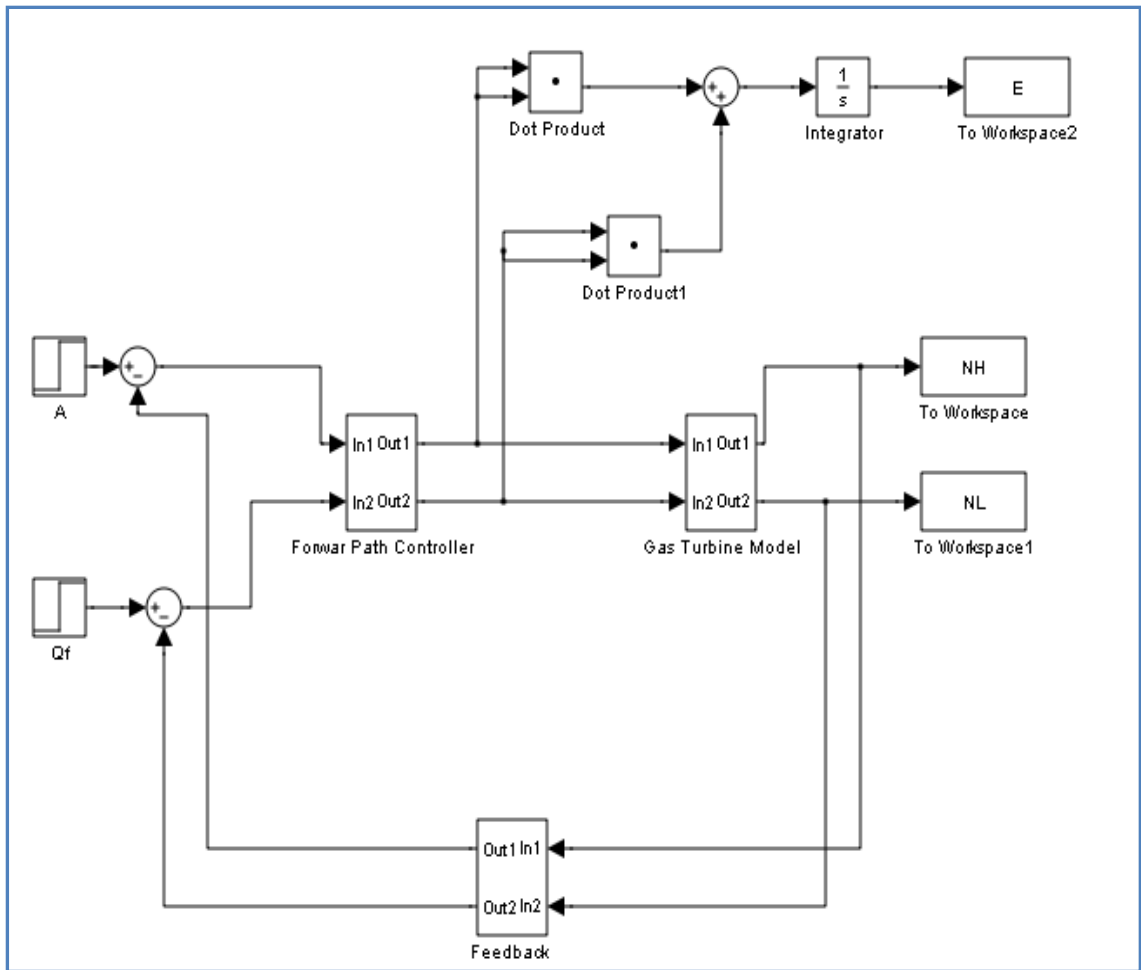 1
s
E
Dot Product
Integrator
To Workspace2
Dot Product1
+
+
+
−
A
NH
To Workspace
In1 Out1
In2 Out2
Forwar Path Controller
In1 Out1
In2 Out2
Gas Turbine Model
NL
To Workspace1
+
−
Qf
Out1 In1
Out2 In2
Feedback